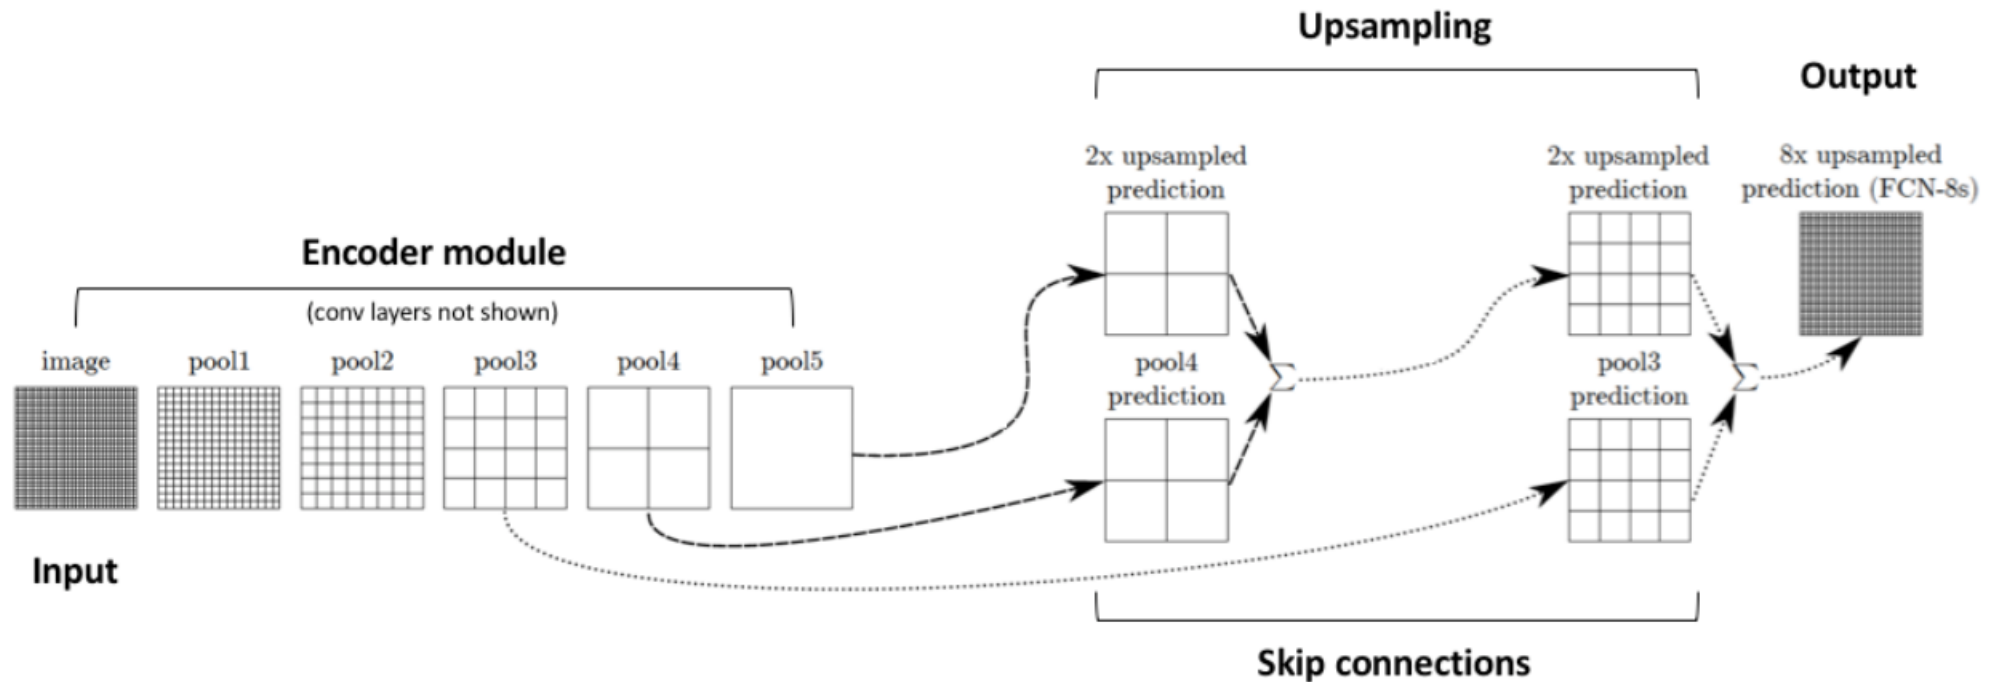 Upsampling
Output
2x upsampled
prediction
2x upsampled
prediction
8x upsampled
prediction (FCN-8s)
Encoder module
(conv layers not shown)
image
pool1
pool2
pool3
pool4
pool5
pool4
prediction
Σ
pool3
prediction
Σ
Input
Skip connections